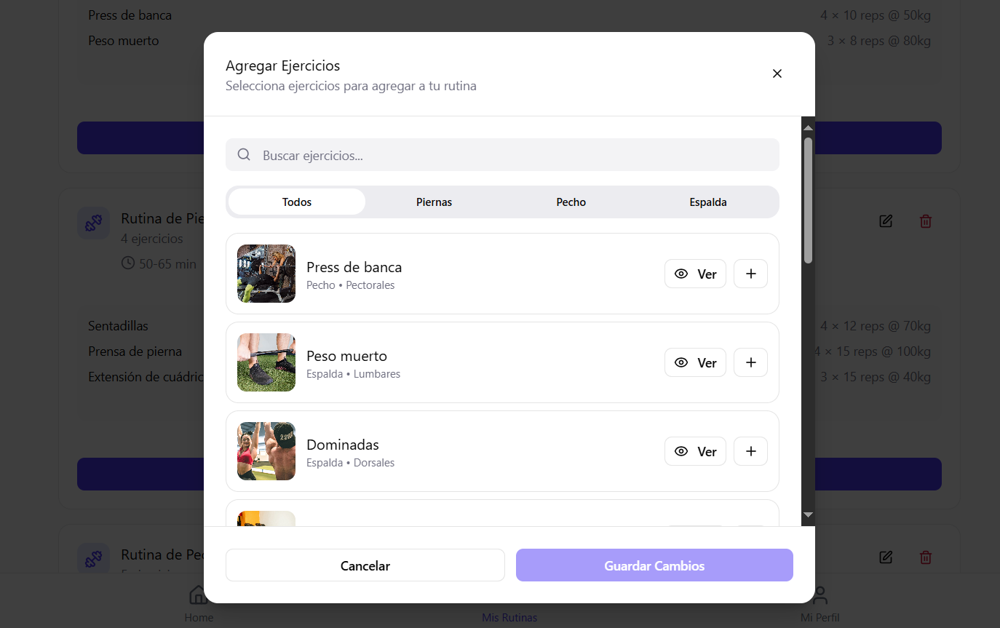 Press de banca 4 × 10 reps @ 50kg
Peso muerto 3 × 8 reps @ 80kg
Agregar Ejercicios
Selecciona ejercicios para agregar a tu rutina
Buscar ejercicios...
Todos Piernas Pecho Espalda
Rutina de Pie
4 ejercicios
50-65 min
Press de banca
Pecho • Pectorales
Ver
Sentadillas 4 × 12 reps @ 70kg
Prensa de pierna 4 × 15 reps @ 100kg
Extensión de cuádric 3 × 15 reps @ 40kg
Peso muerto
Espalda • Lumbares
Ver
Dominadas
Espalda • Dorsales
Ver
Rutina de Pec
Cancelar
Guardar Cambios
Home Mis Rutinas Mi Perfil